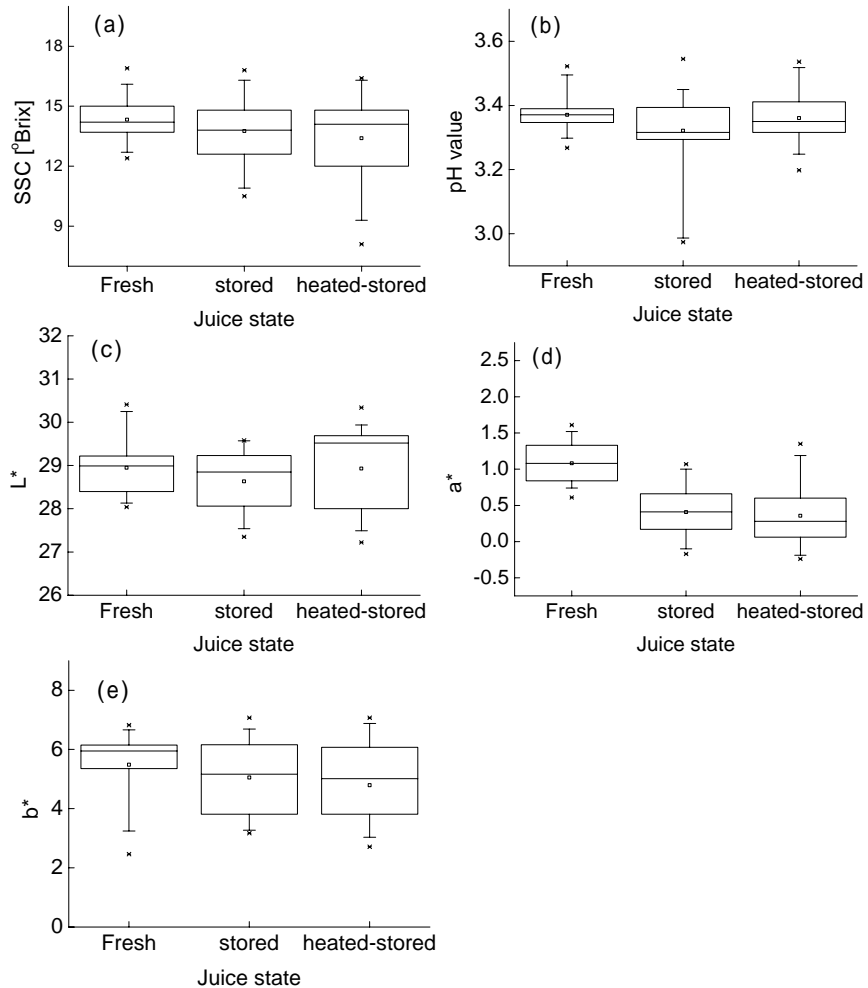 (a)
SSC [°Brix]
18
15
12
9
Fresh stored heated-stored
Juice state
(b)
pH value
3.6
3.4
3.2
3.0
Fresh stored heated-stored
Juice state
(c)
L*
32
31
30
29
28
27
26
Fresh stored heated-stored
Juice state
(d)
a*
2.5
2.0
1.5
1.0
0.5
0.0
-0.5
Fresh stored heated-stored
Juice state
(e)
b*
8
6
4
2
0
Fresh stored heated-stored
Juice state